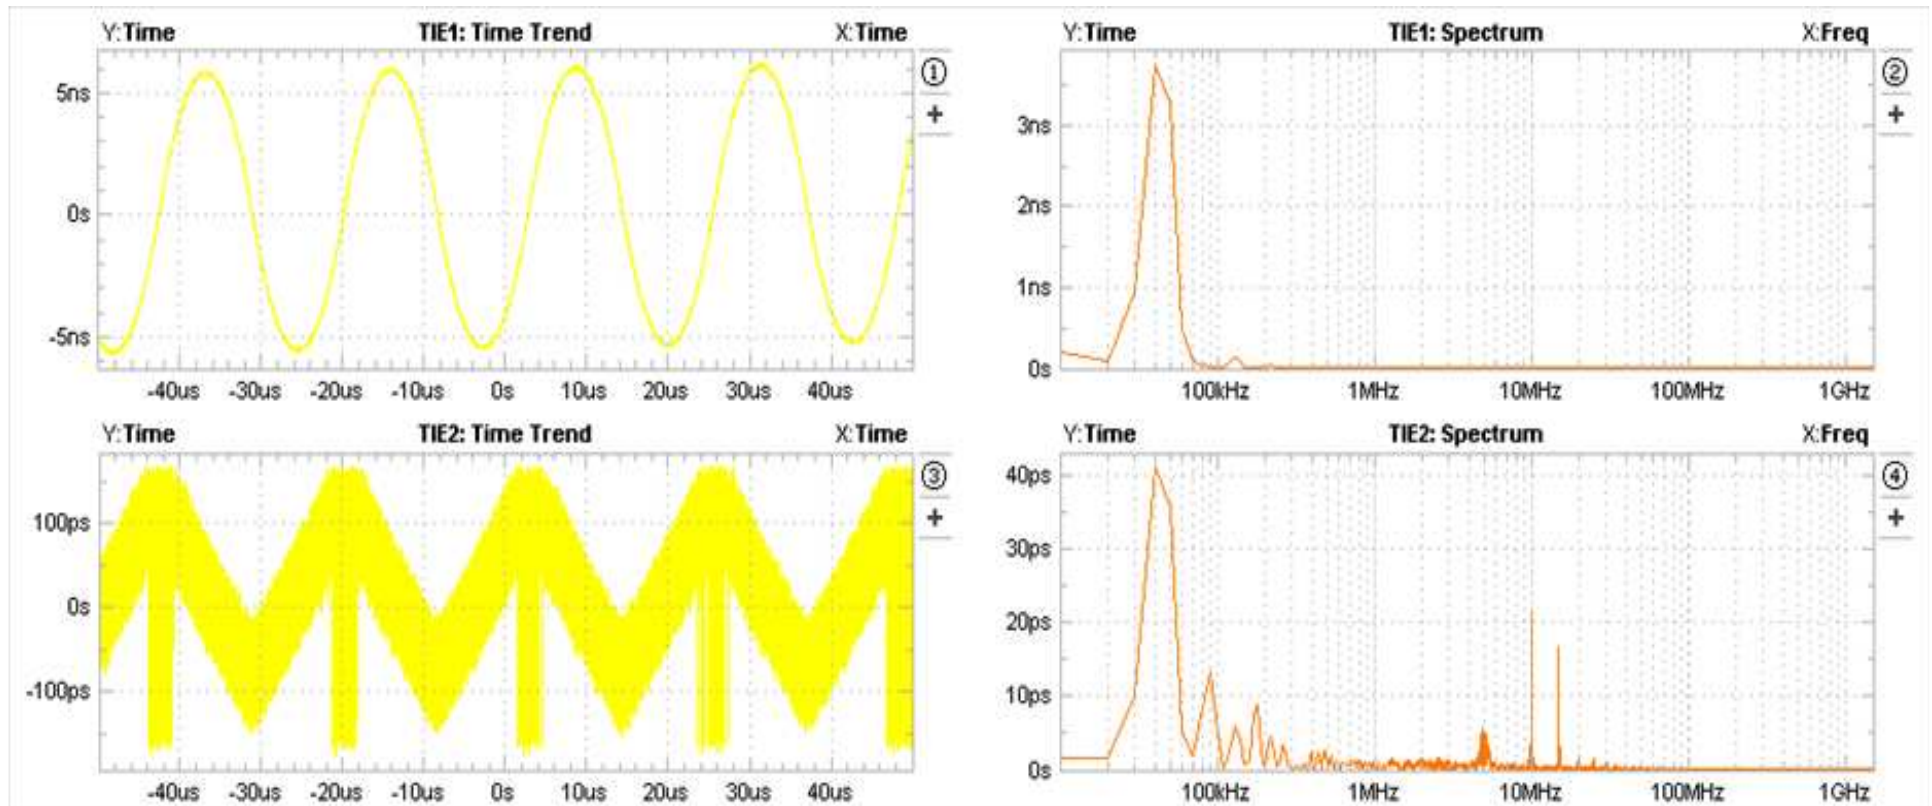 Y:Time TIE1: Time Trend X:Time
①
+
5ns
0s
-5ns
-40us -30us -20us -10us 0s 10us 20us 30us 40us
Y:Time TIE1: Spectrum X:Freq
②
+
3ns
2ns
1ns
0s
100kHz 1MHz 10MHz 100MHz 1GHz
Y:Time TIE2: Time Trend X:Time
③
+
100ps
0s
-100ps
-40us -30us -20us -10us 0s 10us 20us 30us 40us
Y:Time TIE2: Spectrum X:Freq
④
+
40ps
30ps
20ps
10ps
0s
100kHz 1MHz 10MHz 100MHz 1GHz